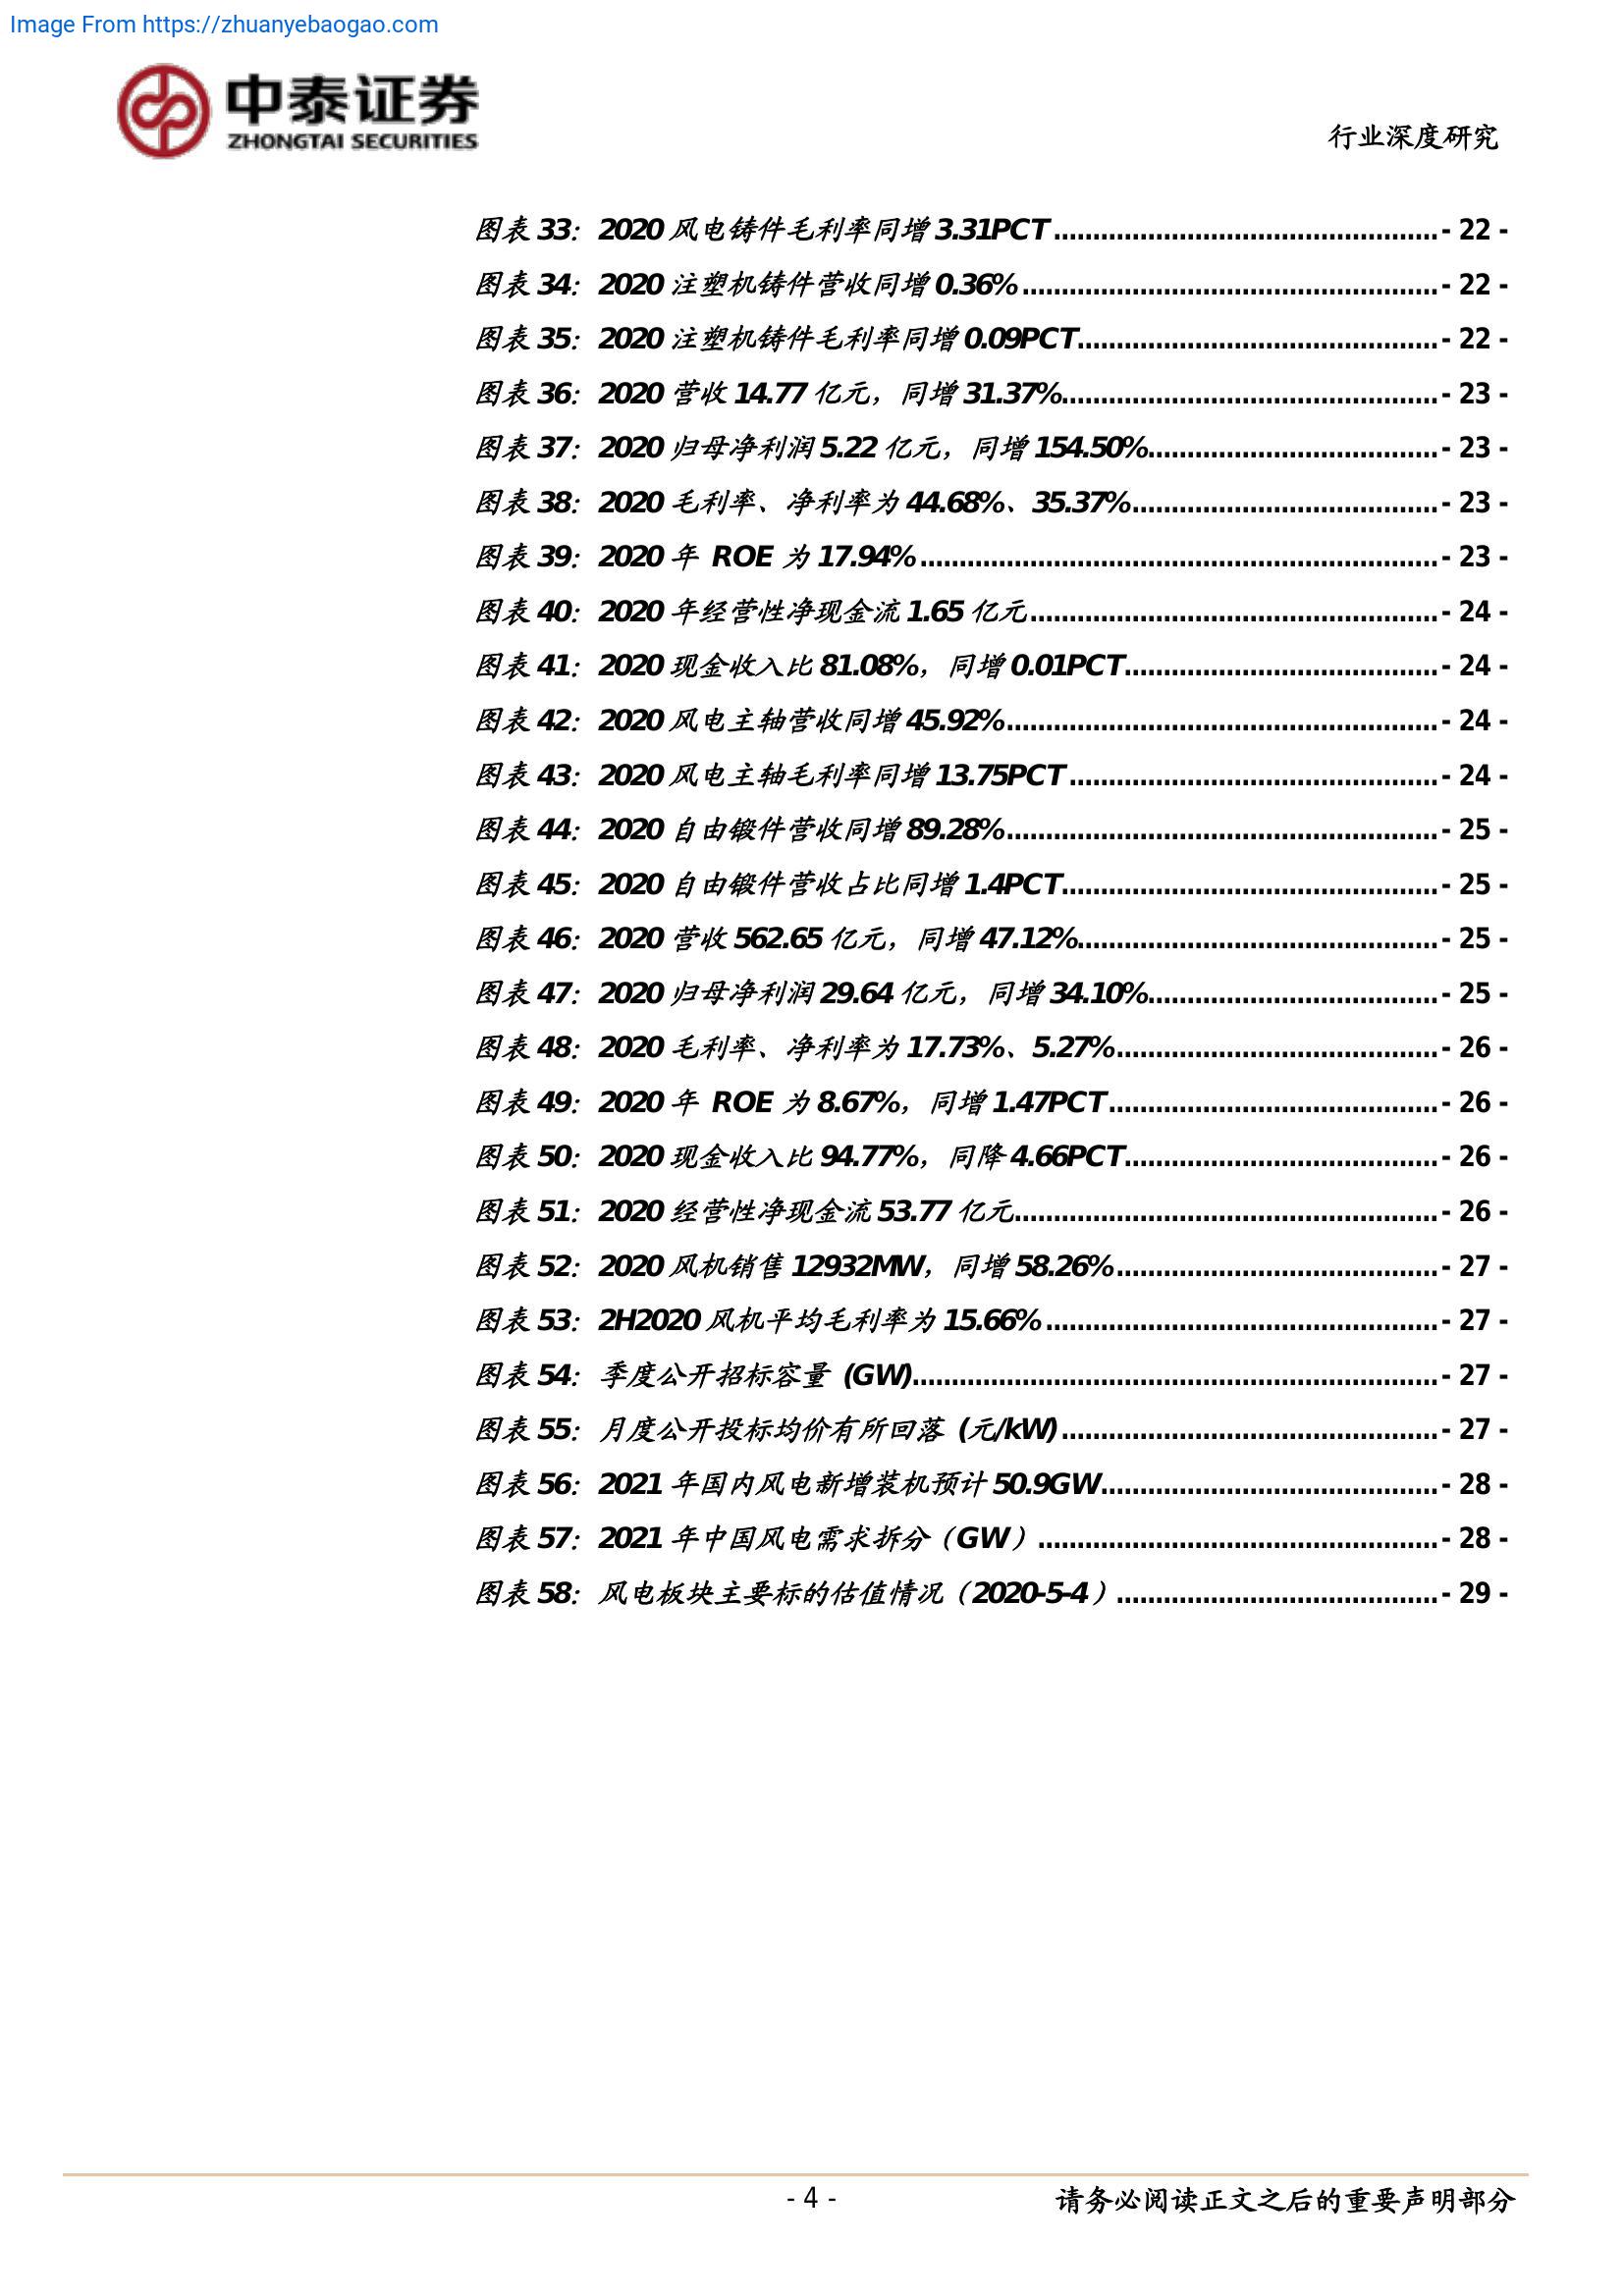 Image From https://zhuanyebaogao.com
中泰证券
ZHONGTAI SECURITIES
行业深度研究
图表 33：2020 风电铸件毛利率同增 3.31PCT ................................................ - 22 -
图表 34：2020 注塑机铸件营收同增 0.36% .................................................... - 22 -
图表 35：2020 注塑机铸件毛利率同增 0.09PCT............................................. - 22 -
图表 36：2020 营收 14.77 亿元，同增 31.37%............................................... - 23 -
图表 37：2020 归母净利润 5.22 亿元，同增 154.50%.................................... - 23 -
图表 38：2020 毛利率、净利率为 44.68%、35.37%...................................... - 23 -
图表 39：2020 年 ROE 为 17.94% ................................................................. - 23 -
图表 40：2020 年经营性净现金流 1.65 亿元................................................... - 24 -
图表 41：2020 现金收入比 81.08%，同增 0.01PCT....................................... - 24 -
图表 42：2020 风电主轴营收同增 45.92%...................................................... - 24 -
图表 43：2020 风电主轴毛利率同增 13.75PCT .............................................. - 24 -
图表 44：2020 自由锻件营收同增 89.28%...................................................... - 25 -
图表 45：2020 自由锻件营收占比同增 1.4PCT............................................... - 25 -
图表 46：2020 营收 562.65 亿元，同增 47.12%............................................. - 25 -
图表 47：2020 归母净利润 29.64 亿元，同增 34.10%.................................... - 25 -
图表 48：2020 毛利率、净利率为 17.73%、5.27%........................................ - 26 -
图表 49：2020 年 ROE 为 8.67%，同增 1.47PCT ......................................... - 26 -
图表 50：2020 现金收入比 94.77%，同降 4.66PCT....................................... - 26 -
图表 51：2020 经营性净现金流 53.77 亿元..................................................... - 26 -
图表 52：2020 风机销售 12932MW，同增 58.26%........................................ - 27 -
图表 53：2H2020 风机平均毛利率为 15.66% ................................................. - 27 -
图表 54：季度公开招标容量 (GW).................................................................. - 27 -
图表 55：月度公开投标均价有所回落 (元/kW) ............................................... - 27 -
图表 56：2021 年国内风电新增装机预计 50.9GW.......................................... - 28 -
图表 57：2021 年中国风电需求拆分（GW）.................................................. - 28 -
图表 58：风电板块主要标的估值情况（2020-5-4）........................................ - 29 -
- 4 -
请务必阅读正文之后的重要声明部分